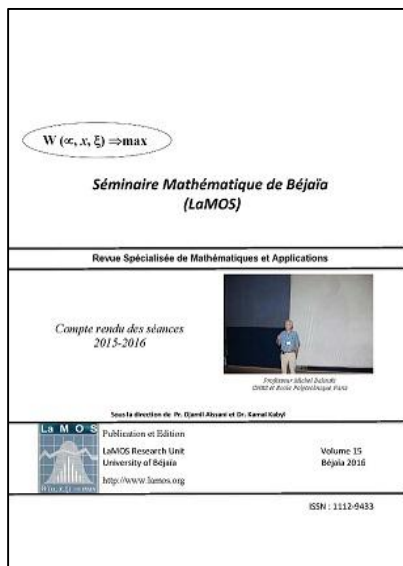 W (∝, x, ξ) ⇒max
Séminaire Mathématique de Béjaïa
(LaMOS)
Revue Spécialisée de Mathématiques et Applications
Compte rendu des séances
2015-2016
Professeur Michel Balinski
CNRS et Ecole Polytechnique Paris
Sous la direction de Pr. Djamil Aïssani et Dr. Kamal Kabyl
La M O S
Publication et Edition
LaMOS Research Unit
University of Béjaïa
http://www.lamos.org
Volume 15
Béjaïa 2016
ISSN : 1112-9433